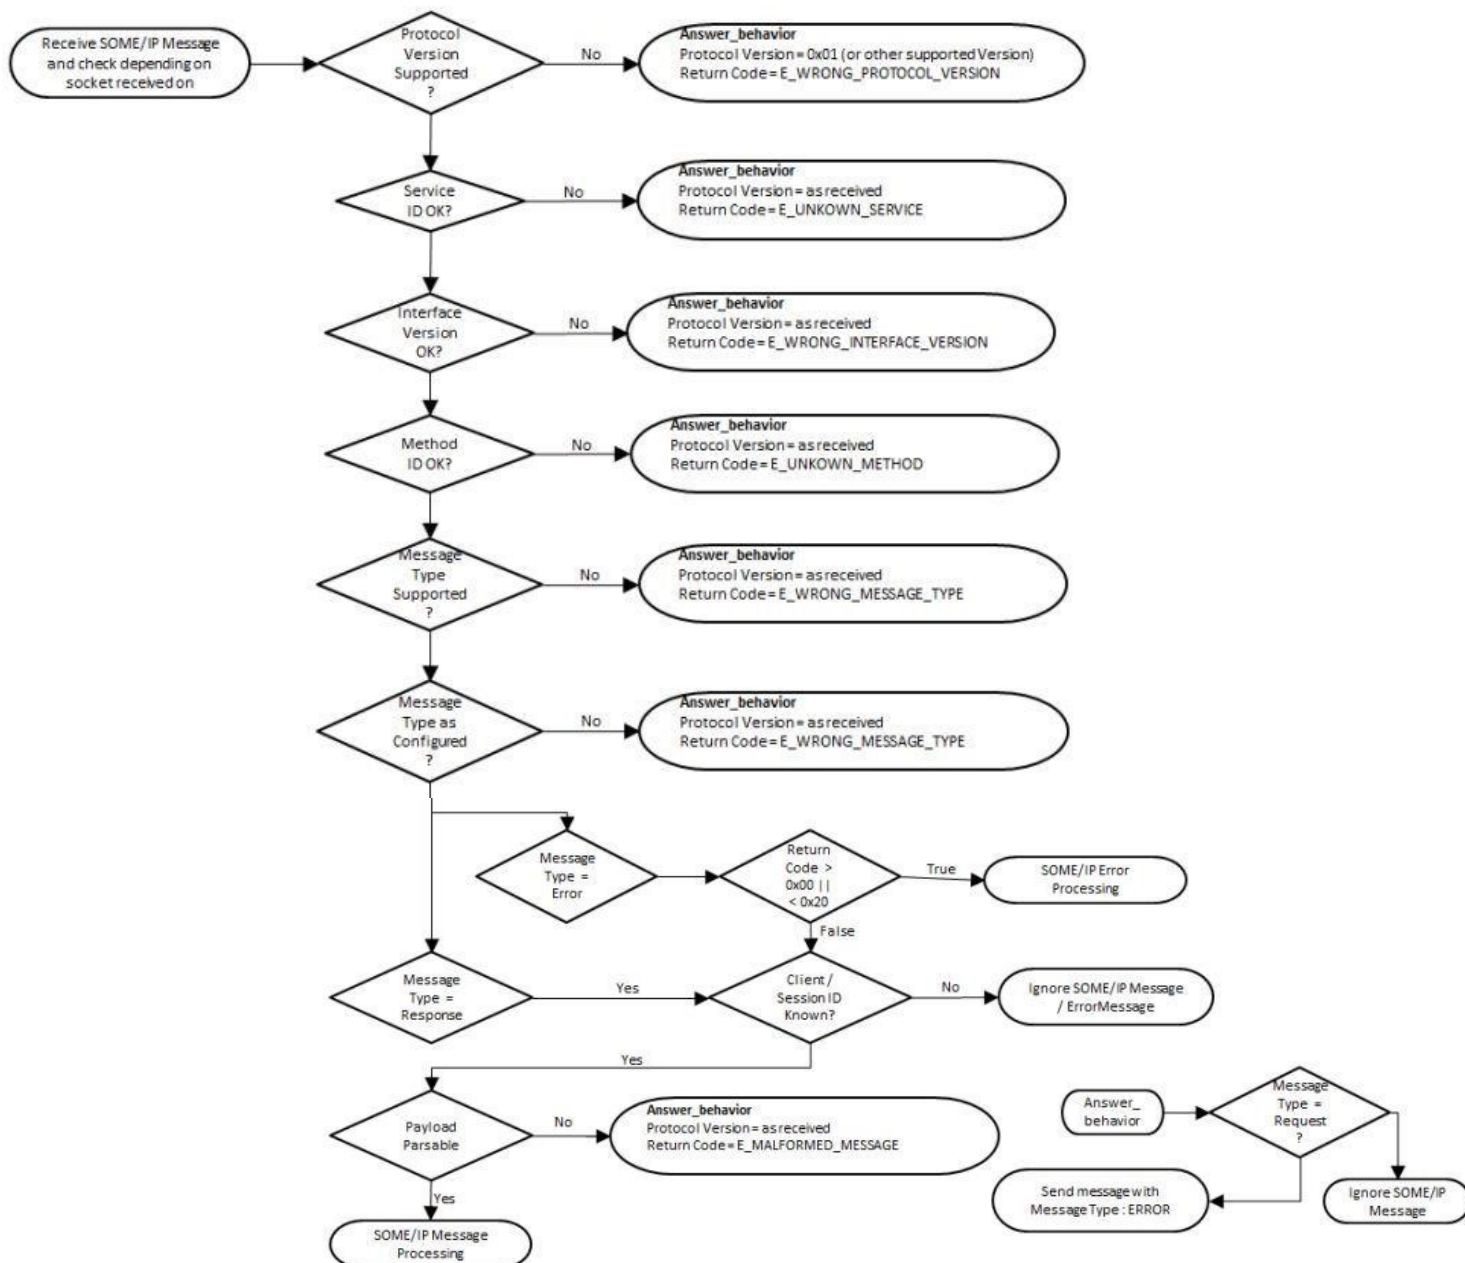 Receive SOME/IP Message
and check depending on
socket received on
Protocol
Version
Supported
?
No
Answer_behavior
Protocol Version = 0x01 (or other supported Version)
Return Code = E_WRONG_PROTOCOL_VERSION
Service
ID OK?
No
Answer_behavior
Protocol Version = as received
Return Code = E_UNKOWN_SERVICE
Interface
Version
OK?
No
Answer_behavior
Protocol Version = as received
Return Code = E_WRONG_INTERFACE_VERSION
Method
ID OK?
No
Answer_behavior
Protocol Version = as received
Return Code = E_UNKOWN_METHOD
Message
Type
Supported
?
No
Answer_behavior
Protocol Version = as received
Return Code = E_WRONG_MESSAGE_TYPE
Message
Type as
Configured
?
No
Answer_behavior
Protocol Version = as received
Return Code = E_WRONG_MESSAGE_TYPE
Message
Type =
Error
Return
Code >
0x00 ||
< 0x20
True
SOME/IP Error
Processing
False
Message
Type =
Response
Yes
Client /
Session ID
Known?
No
Ignore SOME/IP Message
/ ErrorMessage
Yes
Payload
Parsable
No
Answer_behavior
Protocol Version = as received
Return Code = E_MALFORMED_MESSAGE
Yes
SOME/IP Message
Processing
Answer_
behavior
Message
Type =
Request
?
Send message with
MessageType : ERROR
Ignore SOME/IP
Message